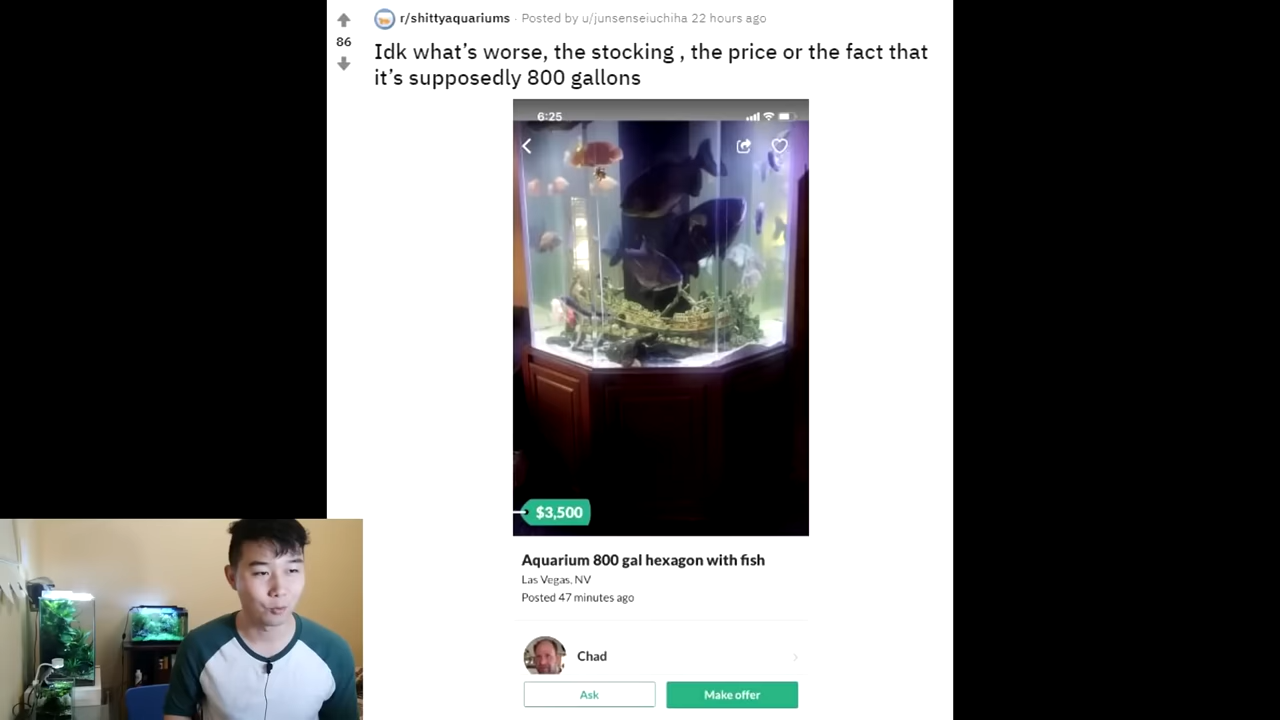 r/shittyaquariums · Posted by u/junsenseiuchiha 22 hours ago
86
Idk what's worse, the stocking , the price or the fact that
it's supposedly 800 gallons
6:25
$3,500
Aquarium 800 gal hexagon with fish
Las Vegas, NV
Posted 47 minutes ago
Chad
Ask
Make offer